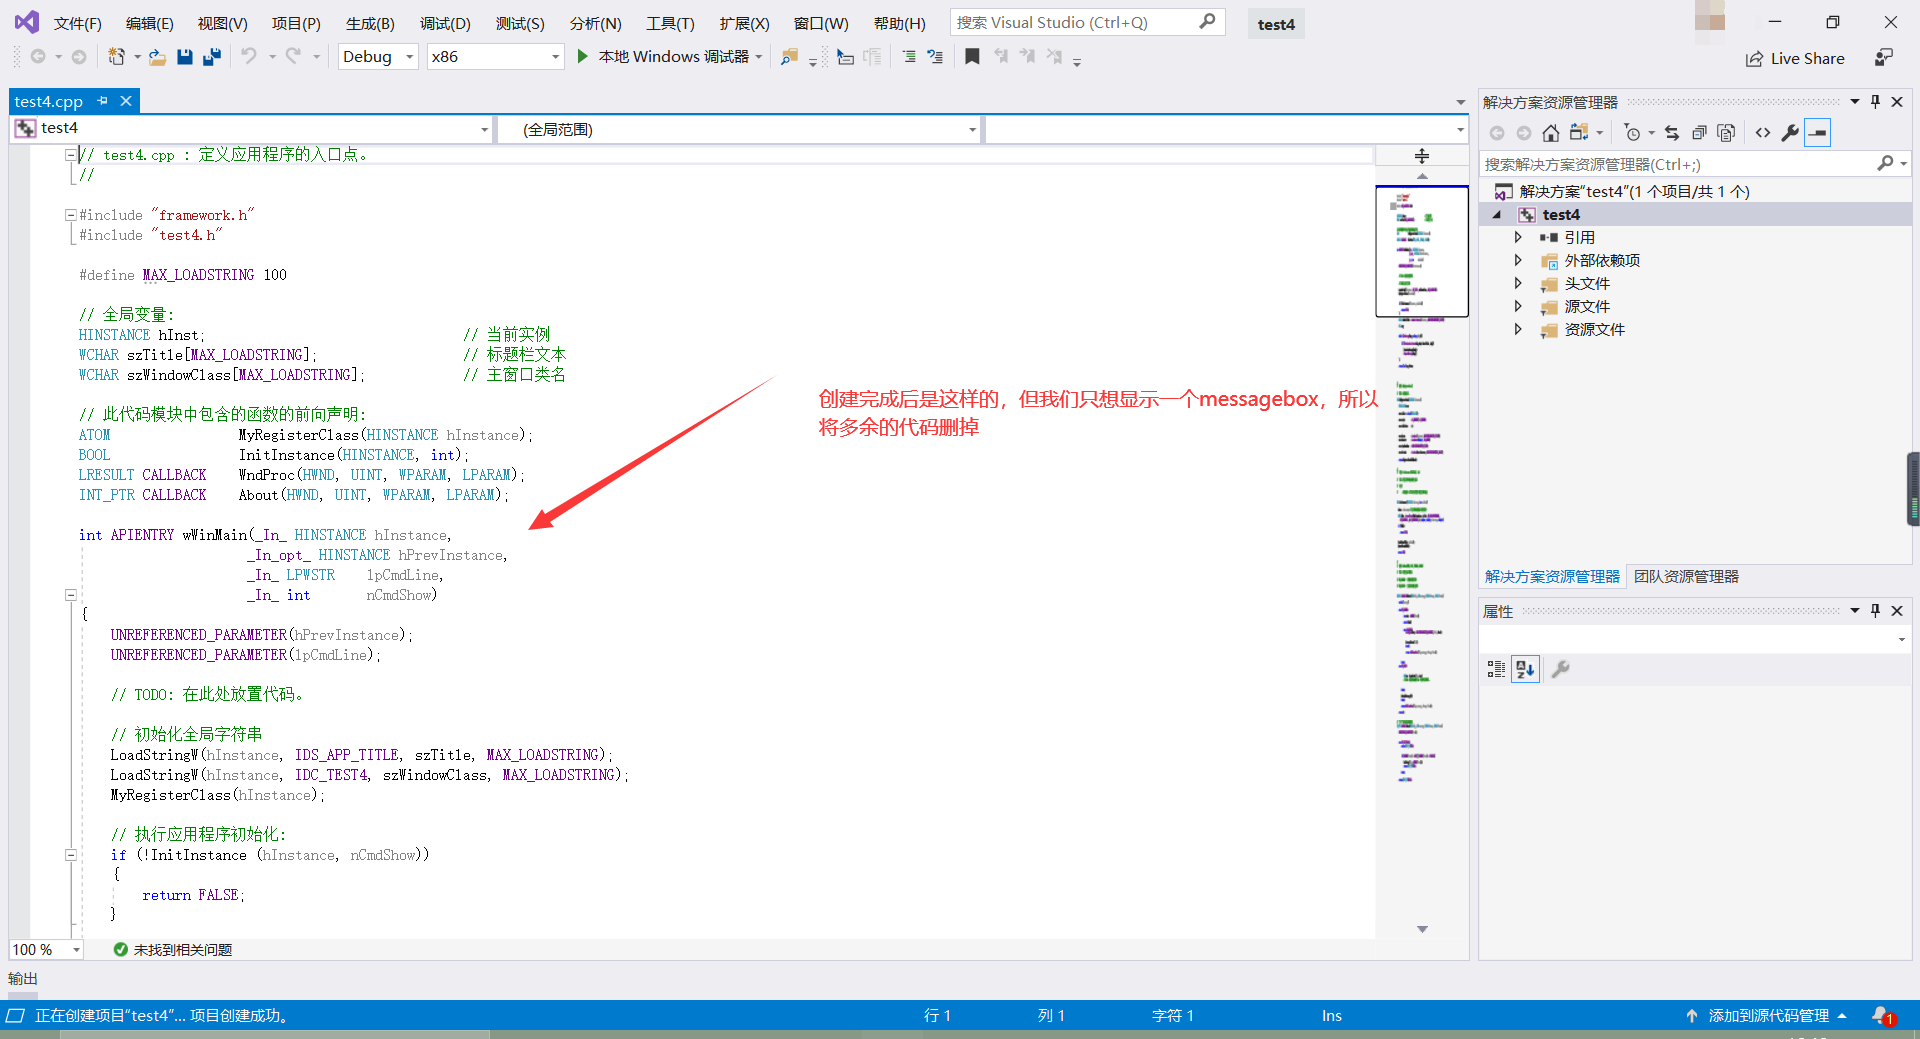 文件(F) 编辑(E) 视图(V) 项目(P) 生成(B) 调试(D) 测试(S) 分析(N) 工具(T) 扩展(X) 窗口(W) 帮助(H) 搜索 Visual Studio (Ctrl+Q) test4
Debug x86 本地 Windows 调试器 Live Share
test4.cpp
test4 (全局范围)
// test4.cpp : 定义应用程序的入口点。
//
#include "framework.h"
#include "test4.h"
#define MAX_LOADSTRING 100
// 全局变量:
HINSTANCE hInst; // 当前实例
WCHAR szTitle[MAX_LOADSTRING]; // 标题栏文本
WCHAR szWindowClass[MAX_LOADSTRING]; // 主窗口类名
// 此代码模块中包含的函数的前向声明:
ATOM MyRegisterClass(HINSTANCE hInstance);
BOOL InitInstance(HINSTANCE, int);
LRESULT CALLBACK WndProc(HWND, UINT, WPARAM, LPARAM);
INT_PTR CALLBACK About(HWND, UINT, WPARAM, LPARAM);
int APIENTRY wWinMain(_In_ HINSTANCE hInstance,
_In_opt_ HINSTANCE hPrevInstance,
_In_ LPWSTR lpCmdLine,
_In_ int nCmdShow)
{
UNREFERENCED_PARAMETER(hPrevInstance);
UNREFERENCED_PARAMETER(lpCmdLine);
// TODO: 在此处放置代码。
// 初始化全局字符串
LoadStringW(hInstance, IDS_APP_TITLE, szTitle, MAX_LOADSTRING);
LoadStringW(hInstance, IDC_TEST4, szWindowClass, MAX_LOADSTRING);
MyRegisterClass(hInstance);
// 执行应用程序初始化:
if (!InitInstance (hInstance, nCmdShow))
{
return FALSE;
}
创建完成后是这样的，但我们只想显示一个messagebox，所以
将多余的代码删掉
100 % 未找到相关问题
解决方案资源管理器
搜索解决方案资源管理器(Ctrl+;)
解决方案"test4"(1 个项目/共 1 个)
test4
引用
外部依赖项
头文件
源文件
资源文件
解决方案资源管理器 团队资源管理器
属性
输出
正在创建项目"test4"... 项目创建成功。 行 1 列 1 字符 1 Ins 添加到源代码管理 1